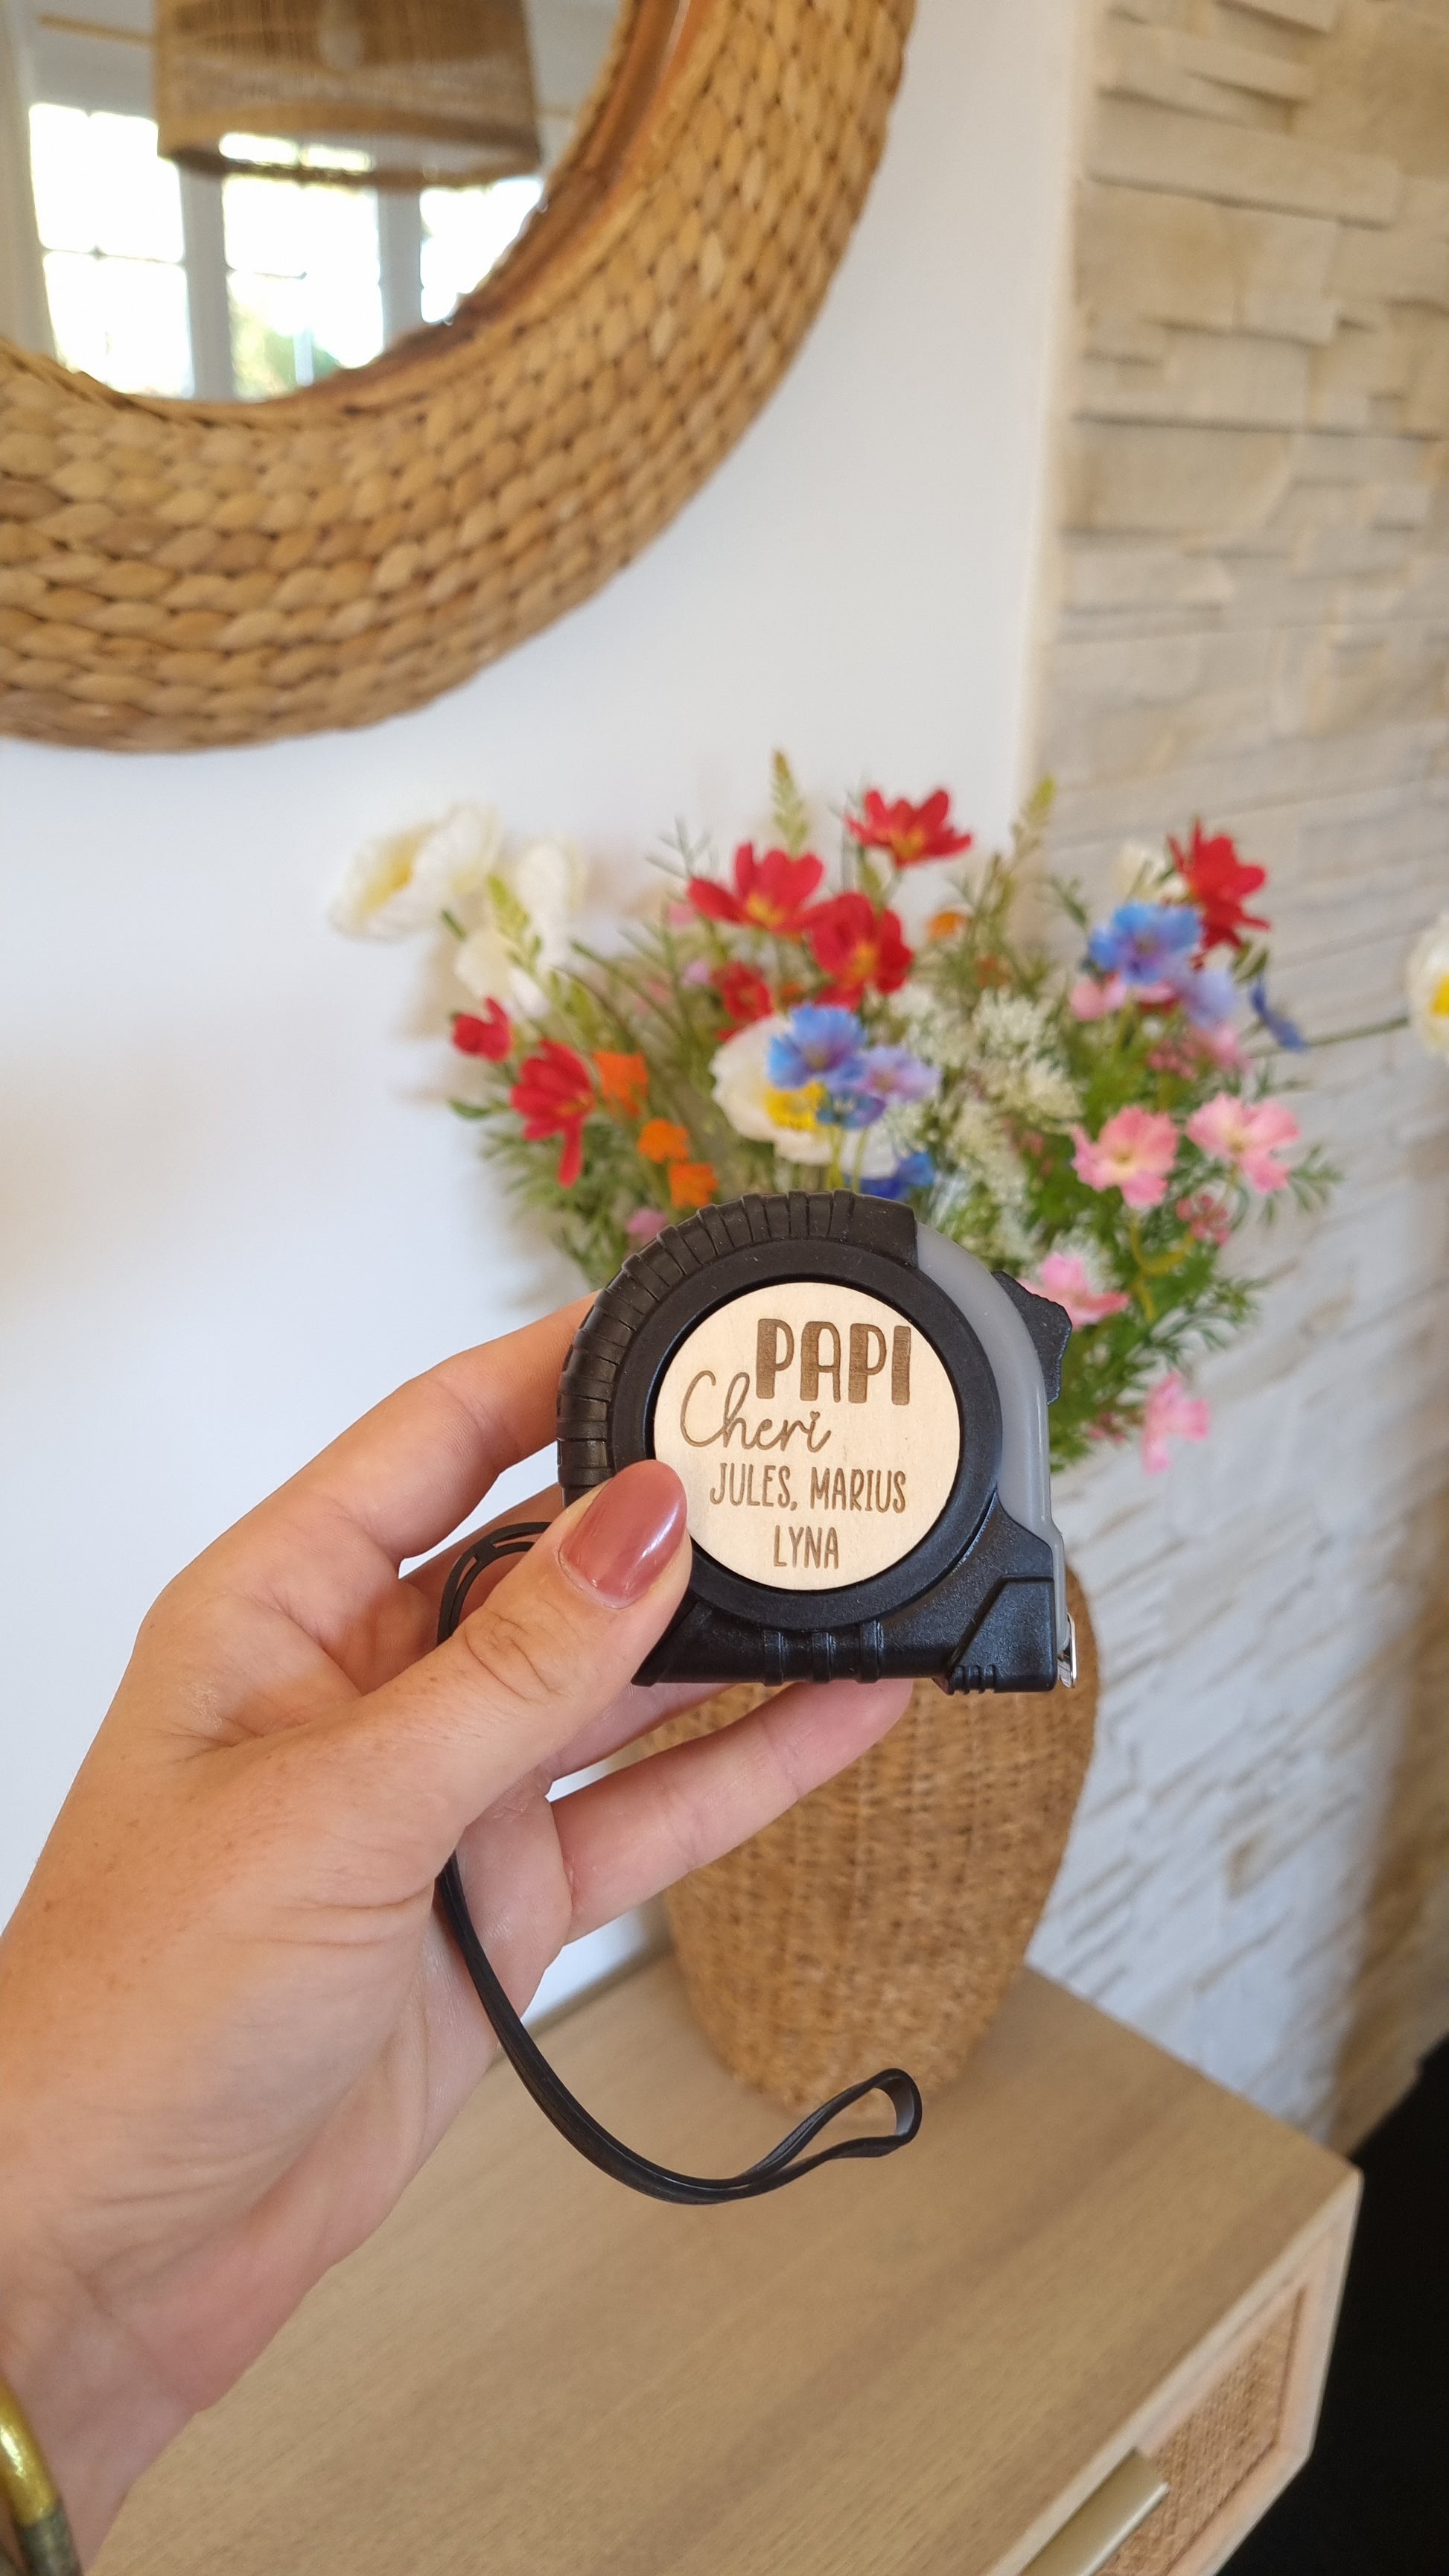 PAPI
Cheri
JULES, MARIUS
LYNA